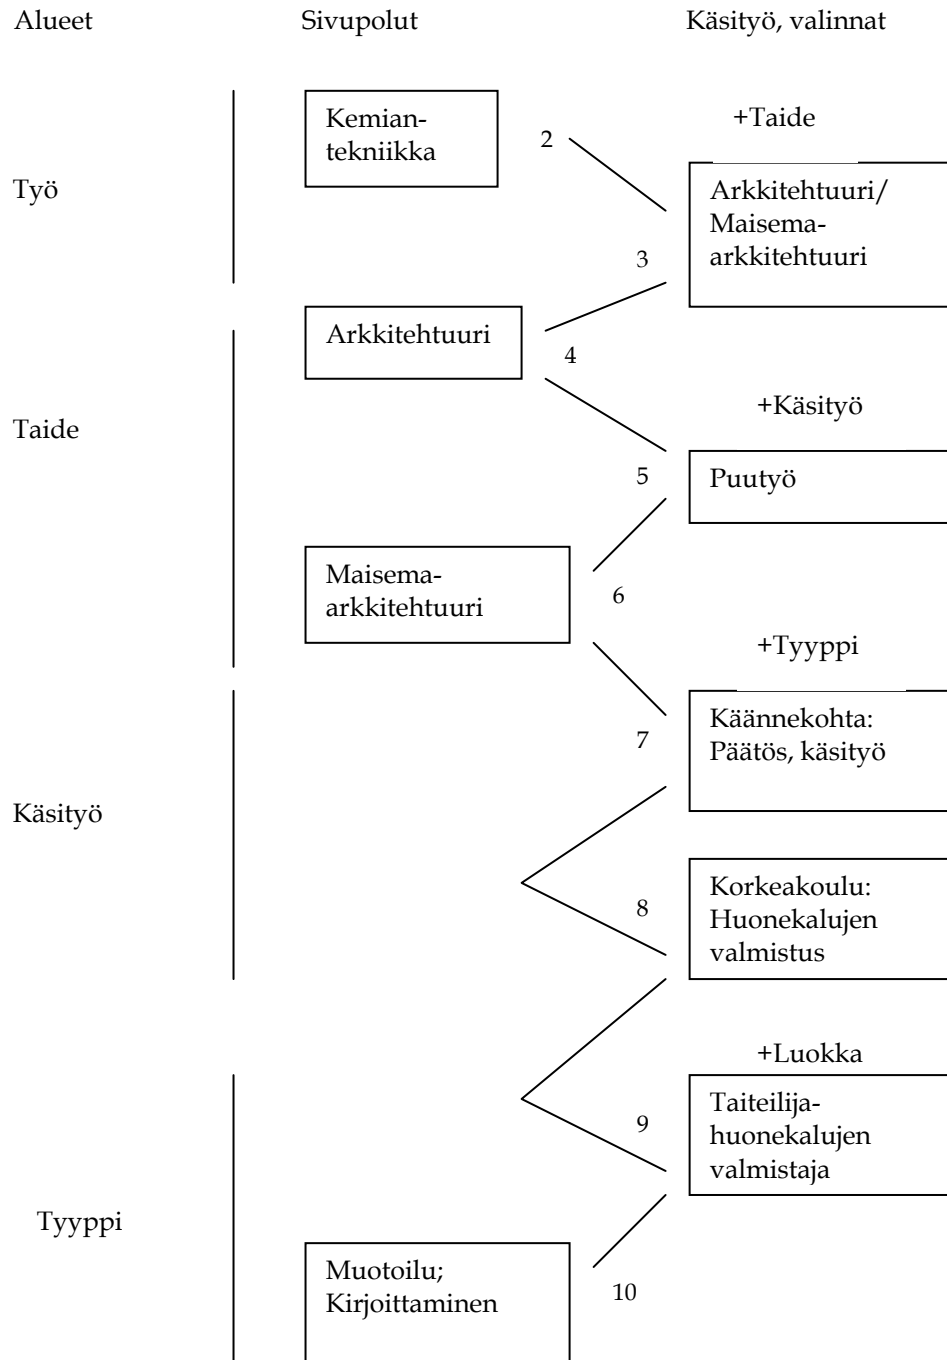 Alueet
Sivupolut
Käsityö, valinnat
Kemian-
tekniikka
2
+Taide
Työ
Arkkitehtuuri/
Maisema-
arkkitehtuuri
3
Arkkitehtuuri
4
+Käsityö
Taide
5
Puutyö
Maisema-
arkkitehtuuri
6
+Tyyppi
7
Käännekohta:
Päätös, käsityö
Käsityö
8
Korkeakoulu:
Huonekalujen
valmistus
+Luokka
9
Taiteilija-
huonekalujen
valmistaja
Tyyppi
Muotoilu;
Kirjoittaminen
10